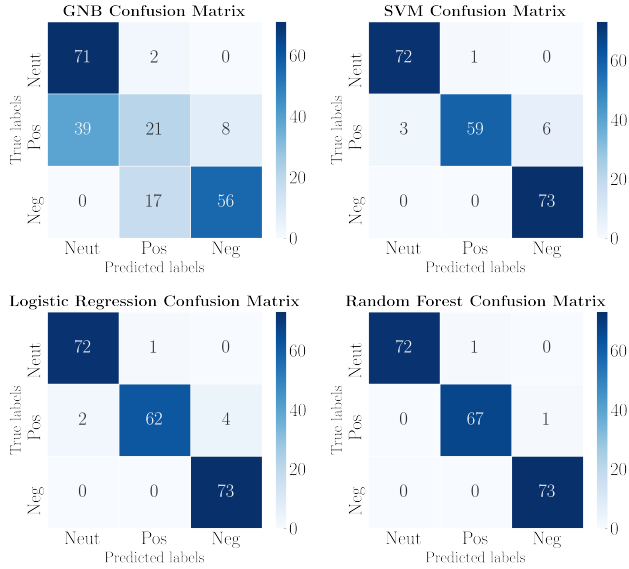 GNB Confusion Matrix
Neut 71 2 0
Pos 39 21 8
Neg 0 17 56
True labels
Neut Pos Neg
Predicted labels
60
40
20
0
SVM Confusion Matrix
72 1 0
3 59 6
0 0 73
Neut
Pos
Neg
True labels
Neut Pos Neg
Predicted labels
60
40
20
0
Logistic Regression Confusion Matrix
Neut 72 1 0
Pos 2 62 4
Neg 0 0 73
True labels
Neut Pos Neg
Predicted labels
60
40
20
0
Random Forest Confusion Matrix
Neut 72 1 0
Pos 0 67 1
Neg 0 0 73
True labels
Neut Pos Neg
Predicted labels
60
40
20
0